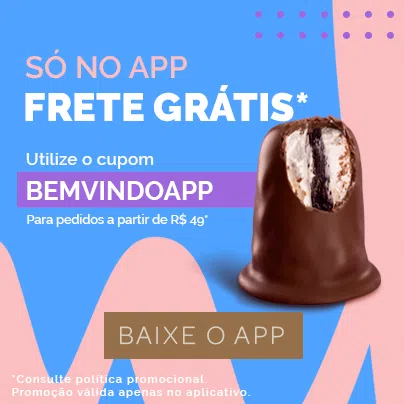 SÓ NO APP
FRETE GRÁTIS*
Utilize o cupom
BEMVINDOAPP
Para pedidos a partir de R$ 49*
BAIXE O APP
*Consulte política promocional.
Promoção válida apenas no aplicativo.